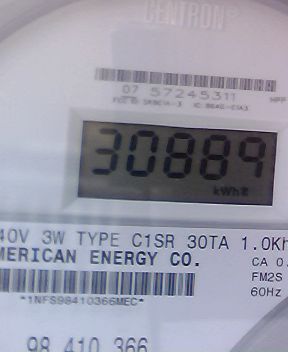 CENTRON®
07 57245311
30889
kWh
40V 3W TYPE C1SR 30TA 1.0Kh
MERICAN ENERGY CO.
CA 0.
FM2S
60Hz
*1NFS98410366MEC*
98 410 366